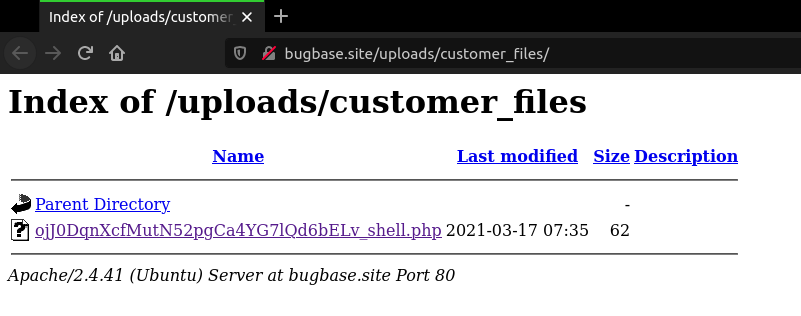 Index of /uploads/customer_
bugbase.site/uploads/customer_files/
Index of /uploads/customer_files
Name Last modified Size Description
Parent Directory -
ojJ0DqnXcfMutN52pgCa4YG7lQd6bELv_shell.php 2021-03-17 07:35 62
Apache/2.4.41 (Ubuntu) Server at bugbase.site Port 80